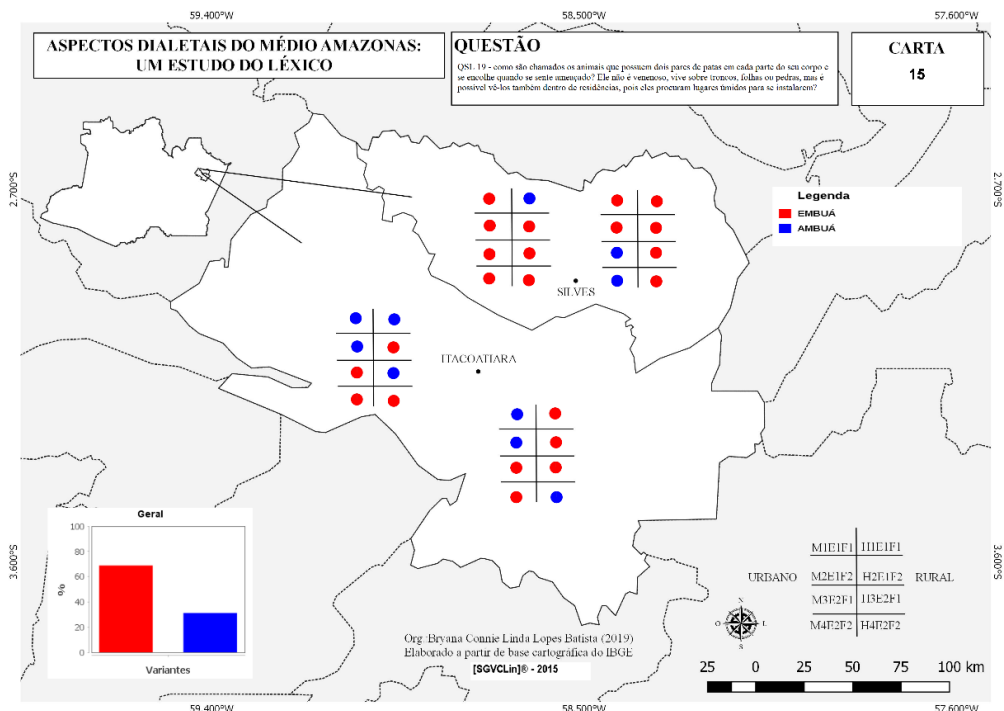 59.400°W
58.500°W
57.600°W
ASPECTOS DIALETAIS DO MÉDIO AMAZONAS:
UM ESTUDO DO LÉXICO
QUESTÃO
QSL 19 - como são chamados os animais que possuem dois pares de patas em cada parte do seu corpo e
se encolhe quando se sente ameaçado? Ele não é venenoso, vive sobre troncos, folhas ou pedras, mas é
possível vê-los também dentro de residências, pois eles procuram lugares úmidos para se instalarem?
CARTA
15
2.700°S
2.700°S
Legenda
EMBUÁ
AMBUÁ
SILVES
ITACOATIARA
Geral
100
80
60
40
20
0
%
Variantes
3.600°S
3.600°S
URBANO
RURAL
M1E1F1 H1E1F1
M2E1F2 H2E1F2
M3E2F1 H3E2F1
M4E2F2 H4E2F2
N
O L
S
Org :Bryana Connie Linda Lopes Batista (2019)
Elaborado a partir de base cartográfica do IBGE
[SGVCLin]® - 2015
25 0 25 50 75 100 km
59.400°W
58.500°W
57.600°W